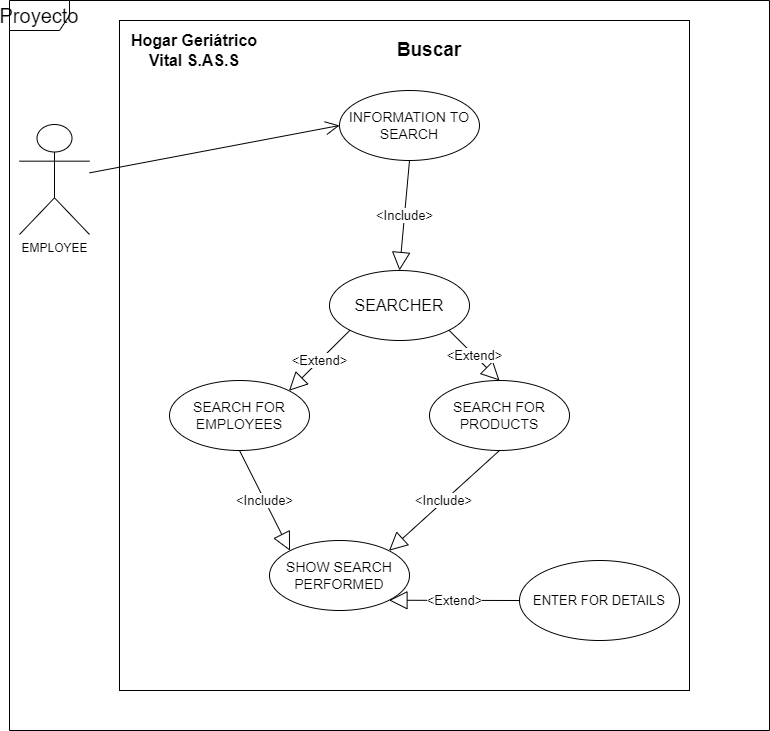 Proyecto
Hogar Geriátrico
Vital S.AS.S
Buscar
INFORMATION TO
SEARCH
<Include>
EMPLOYEE
SEARCHER
<Extend>
<Extend>
SEARCH FOR
EMPLOYEES
SEARCH FOR
PRODUCTS
<Include>
<Include>
SHOW SEARCH
PERFORMED
<Extend>
ENTER FOR DETAILS